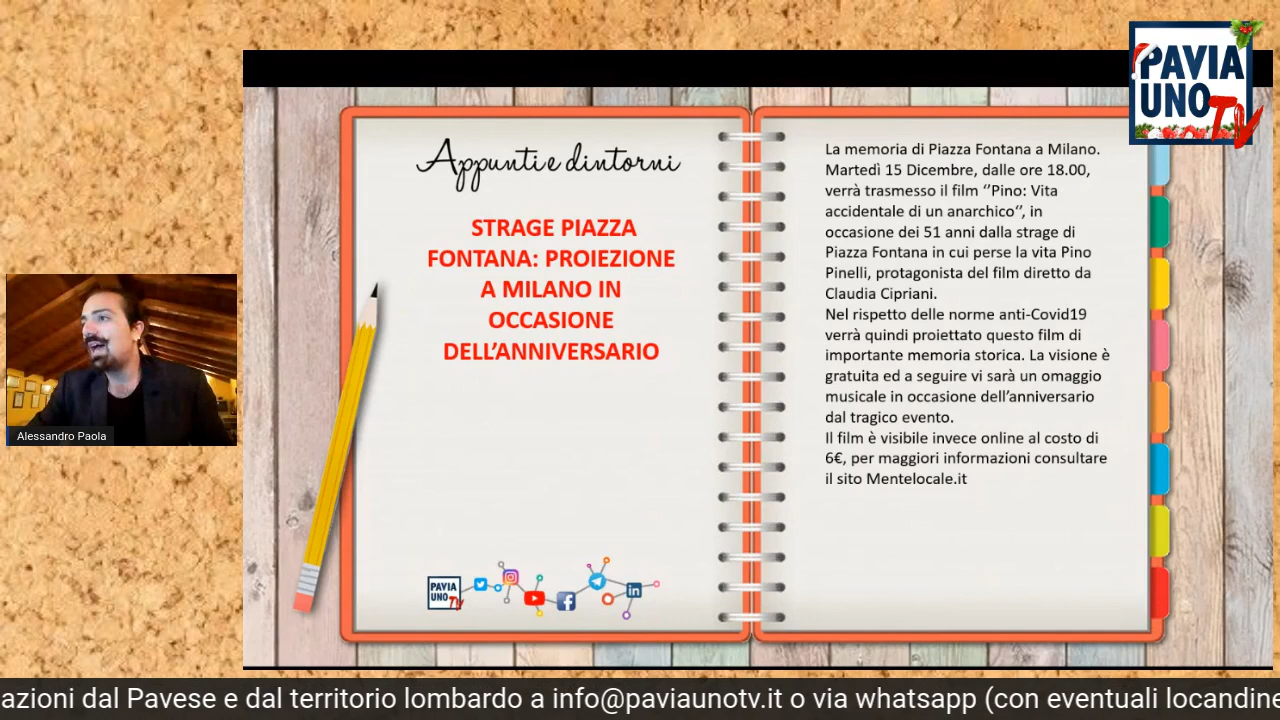 PAVIA
UNOTV
Appunti e dintorni
STRAGE PIAZZA
FONTANA: PROIEZIONE
A MILANO IN
OCCASIONE
DELL’ANNIVERSARIO
La memoria di Piazza Fontana a Milano.
Martedì 15 Dicembre, dalle ore 18.00,
verrà trasmesso il film ‘’Pino: Vita
accidentale di un anarchico’’, in
occasione dei 51 anni dalla strage di
Piazza Fontana in cui perse la vita Pino
Pinelli, protagonista del film diretto da
Claudia Cipriani.
Nel rispetto delle norme anti-Covid19
verrà quindi proiettato questo film di
importante memoria storica. La visione è
gratuita ed a seguire vi sarà un omaggio
musicale in occasione dell’anniversario
dal tragico evento.
Il film è visibile invece online al costo di
6€, per maggiori informazioni consultare
il sito Mentelocale.it
Alessandro Paola
PAVIA
UNOTV
azioni dal Pavese e dal territorio lombardo a info@paviaunotv.it o via whatsapp (con eventuali locandine